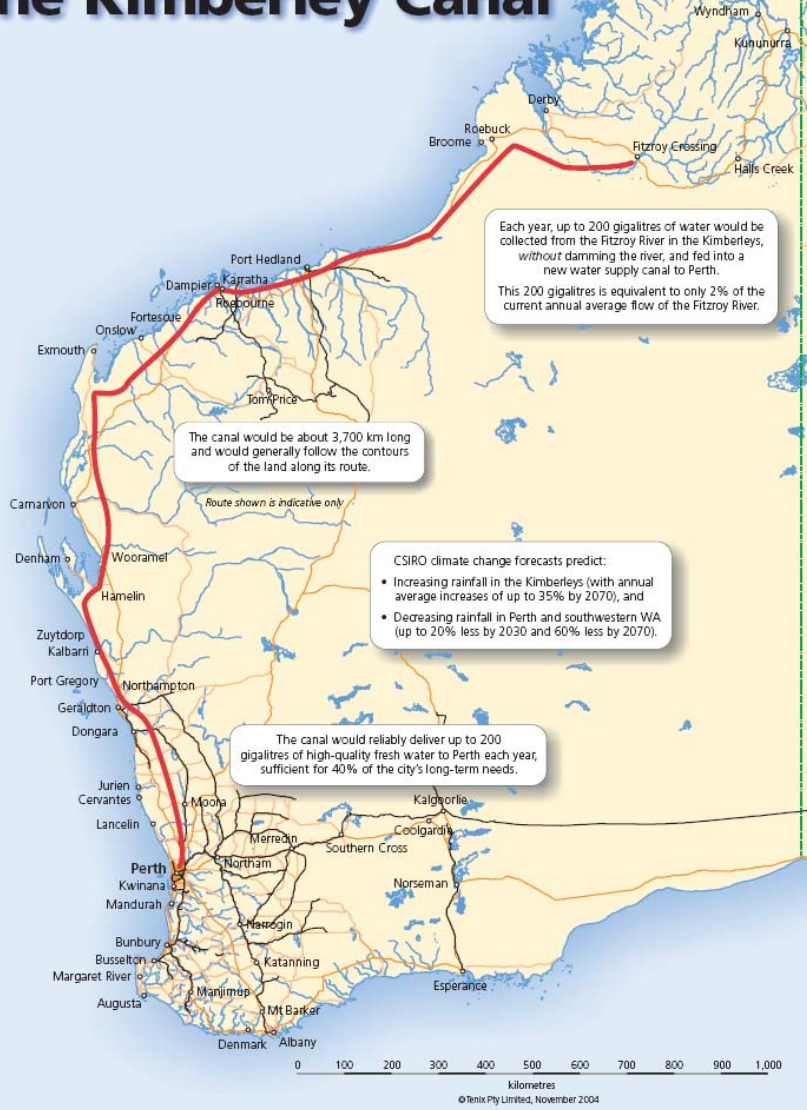 The Kimberley Canal
Wyndham
Kununurra
Derby
Roebuck
Broome
Fitzroy Crossing
Halls Creek
Each year, up to 200 gigalitres of water would be
collected from the Fitzroy River in the Kimberleys,
without damming the river, and fed into a
new water supply canal to Perth.
This 200 gigalitres is equivalent to only 2% of the
current annual average flow of the Fitzroy River.
Port Hedland
Karratha
Dampier
Roebourne
Fortescue
Onslow
Exmouth
Tom Price
The canal would be about 3,700 km long
and would generally follow the contours
of the land along its route.
Route shown is indicative only
Carnarvon
Denham
Wooramel
Hamelin
CSIRO climate change forecasts predict:
• Increasing rainfall in the Kimberleys (with annual
average increases of up to 35% by 2070), and
• Decreasing rainfall in Perth and southwestern WA
(up to 20% less by 2030 and 60% less by 2070).
Zuytdorp
Kalbarri
Port Gregory
Northampton
Geraldton
Dongara
The canal would reliably deliver up to 200
gigalitres of high-quality fresh water to Perth each year,
sufficient for 40% of the city's long-term needs.
Jurien
Cervantes
Moora
Kalgoorlie
Lancelin
Coolgardie
Merredin
Southern Cross
Perth
Northam
Kwinana
Norseman
Mandurah
Narrogin
Bunbury
Busselton
Katanning
Margaret River
Esperance
Manjimup
Augusta
Mt Barker
Denmark
Albany
0 100 200 300 400 500 600 700 800 900 1,000
kilometres
©Tenix Pty Limited, November 2004